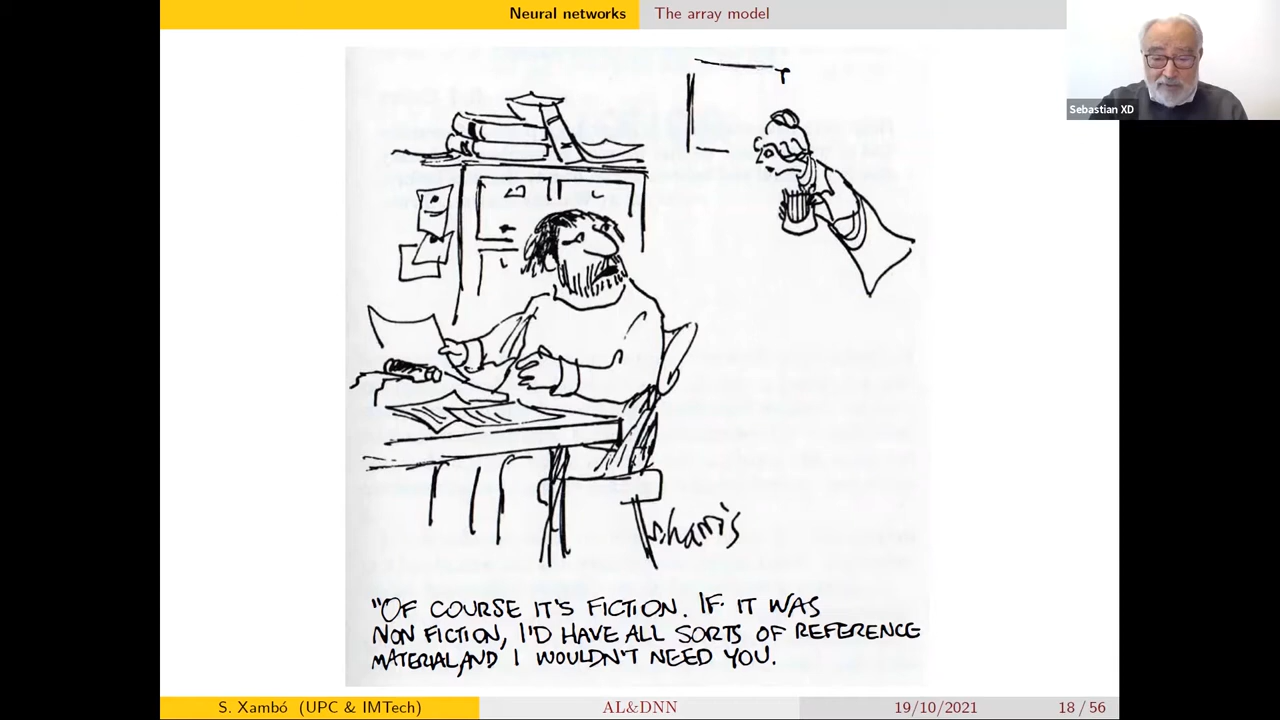 Neural networks The array model
Sebastian XD
s.harris
"OF COURSE IT'S FICTION. IF IT WAS
NON FICTION, I'D HAVE ALL SORTS OF REFERENCE
MATERIAL, AND I WOULDN'T NEED YOU.
S. Xambó (UPC & IMTech) AL&DNN 19/10/2021 18 / 56